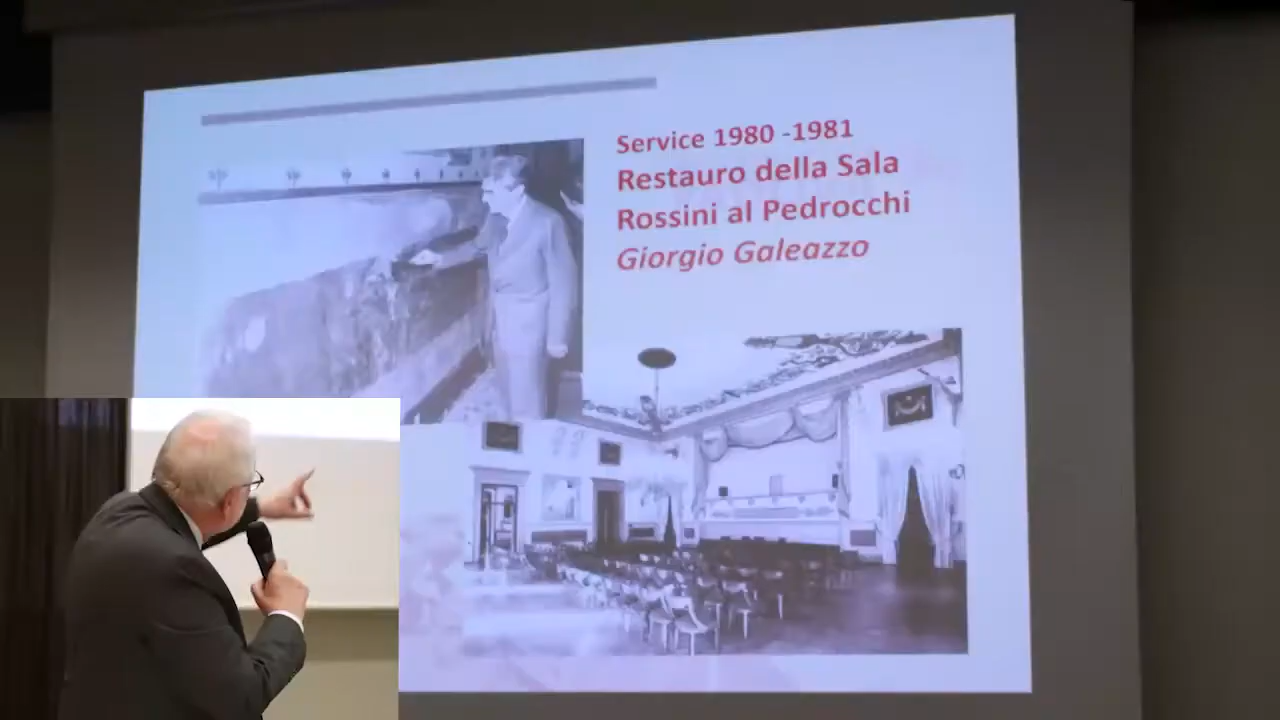 Service 1980 -1981
Restauro della Sala
Rossini al Pedrocchi
Giorgio Galeazzo